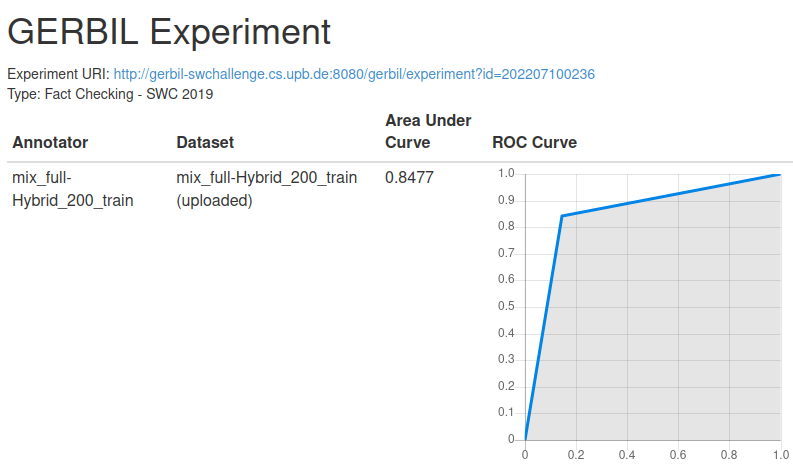 GERBIL Experiment
Experiment URI: http://gerbil-swchallenge.cs.upb.de:8080/gerbil/experiment?id=202207100236
Type: Fact Checking - SWC 2019
Annotator
Dataset
Area Under
Curve
ROC Curve
mix_full-
Hybrid_200_train
mix_full-Hybrid_200_train
(uploaded)
0.8477
1.0
0.9
0.8
0.7
0.6
0.5
0.4
0.3
0.2
0.1
0
0 0.2 0.4 0.6 0.8 1.0